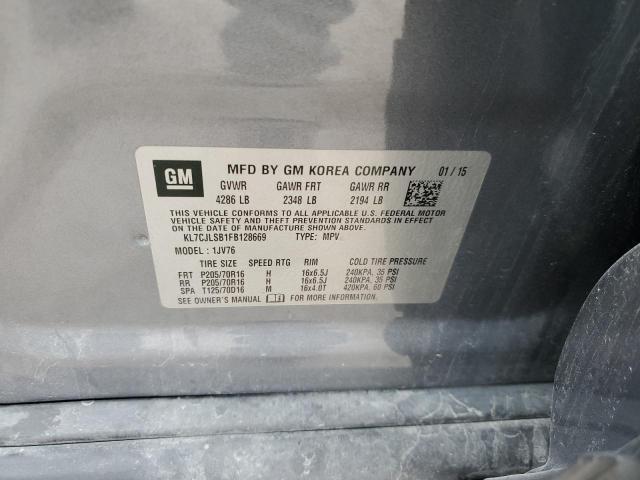 GM
MFD BY GM KOREA COMPANY 01/15
GVWR GAWR FRT GAWR RR
4286 LB 2348 LB 2194 LB
THIS VEHICLE CONFORMS TO ALL APPLICABLE U.S. FEDERAL MOTOR
VEHICLE SAFETY AND THEFT PREVENTION STANDARDS IN EFFECT
ON THE DATE OF MANUFACTURE SHOWN ABOVE.
KL7CJLSB1FB128669 TYPE: MPV
MODEL : 1JV76
TIRE SIZE SPEED RTG RIM COLD TIRE PRESSURE
FRT P205/70R16 H 16x6.5J 240KPA, 35 PSI
RR P205/70R16 H 16x6.5J 240KPA, 35 PSI
SPA T125/70D16 M 16x4.0T 420KPA, 60 PSI
SEE OWNER'S MANUAL FOR MORE INFORMATION.